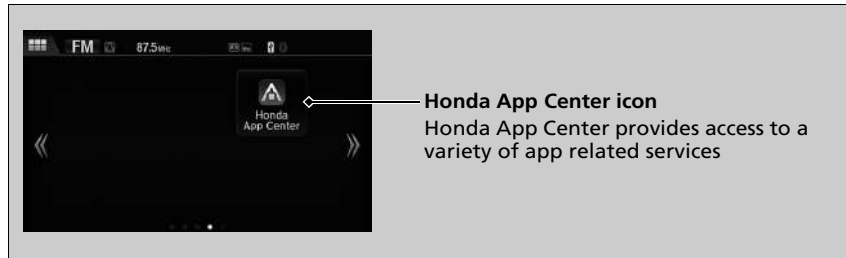 FM 87.5MHz
Honda
App Center
Honda App Center icon
Honda App Center provides access to a
variety of app related services